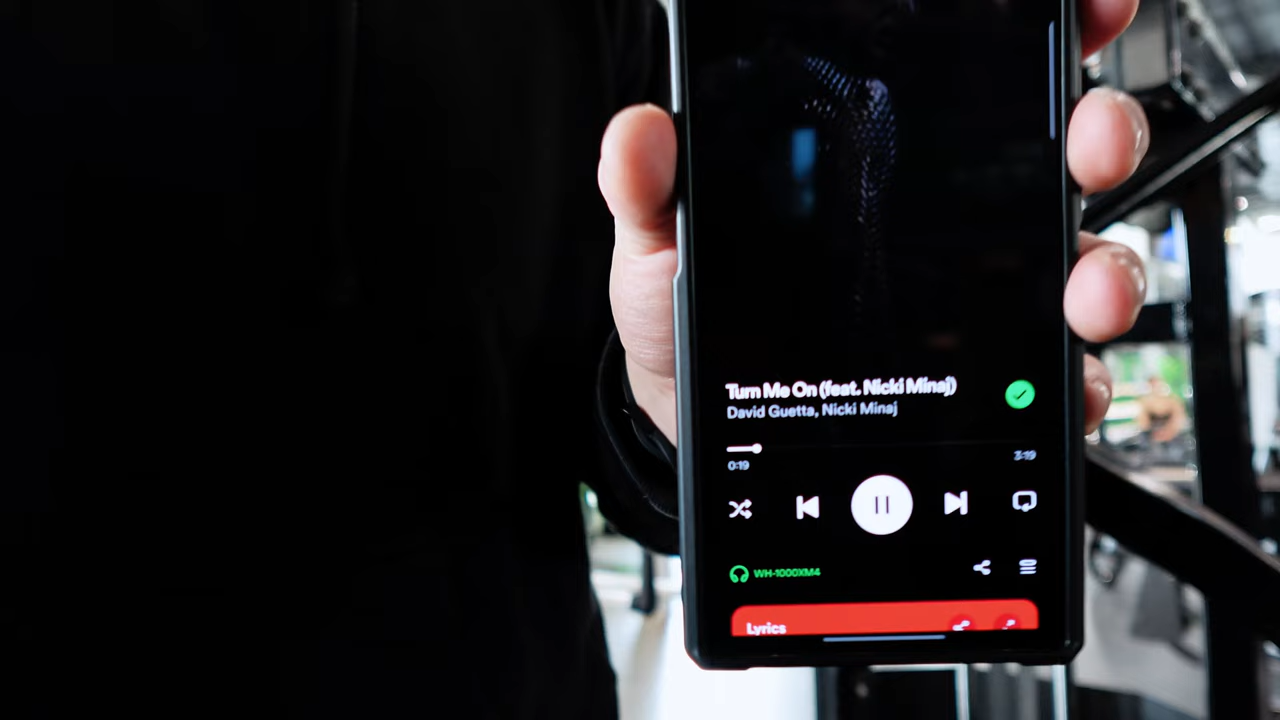 Turn Me On (feat. Nicki Minaj)
David Guetta, Nicki Minaj
0:19
3:19
WH-1000XM4
Lyrics